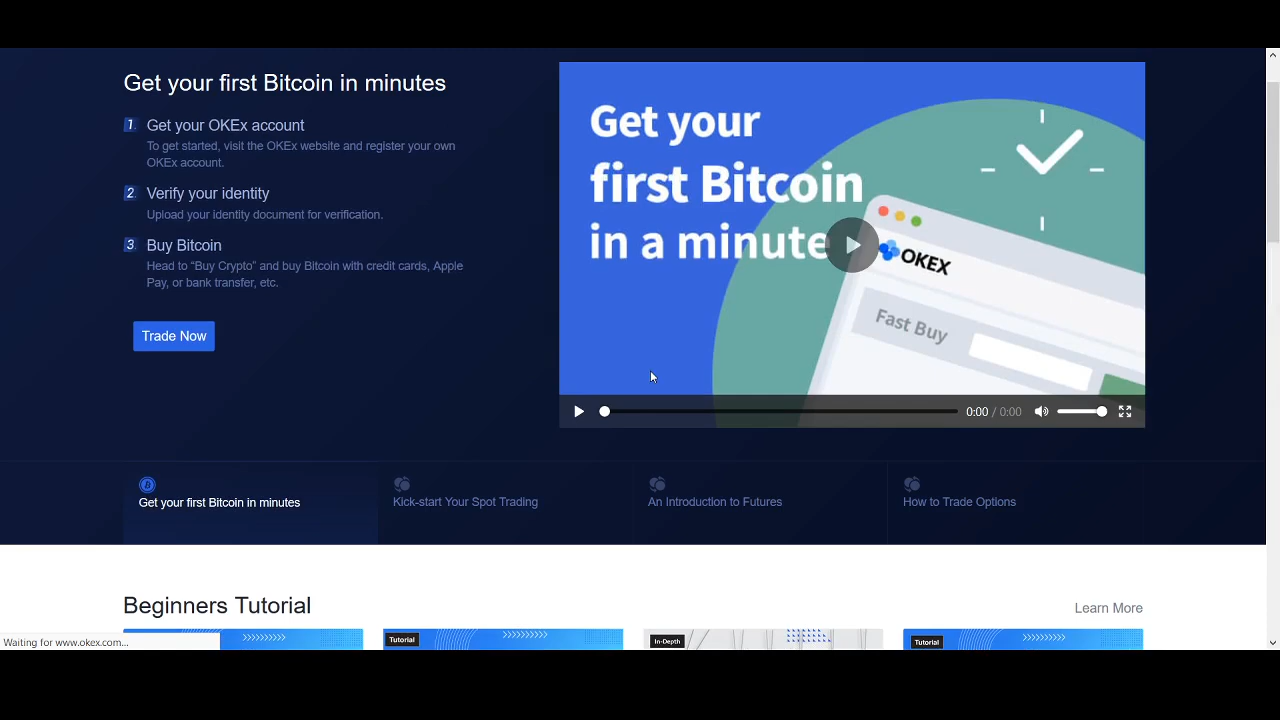 Get your first Bitcoin in minutes
1 Get your OKEx account
To get started, visit the OKEx website and register your own
OKEx account.
2 Verify your identity
Upload your identity document for verification.
3 Buy Bitcoin
Head to “Buy Crypto” and buy Bitcoin with credit cards, Apple
Pay, or bank transfer, etc.
Trade Now
Get your
first Bitcoin
in a minute
OKEX
Fast Buy
0:00 / 0:00
Get your first Bitcoin in minutes
Kick-start Your Spot Trading
An Introduction to Futures
How to Trade Options
Beginners Tutorial
Learn More
Tutorial
In-Depth
Tutorial
Waiting for www.okex.com...